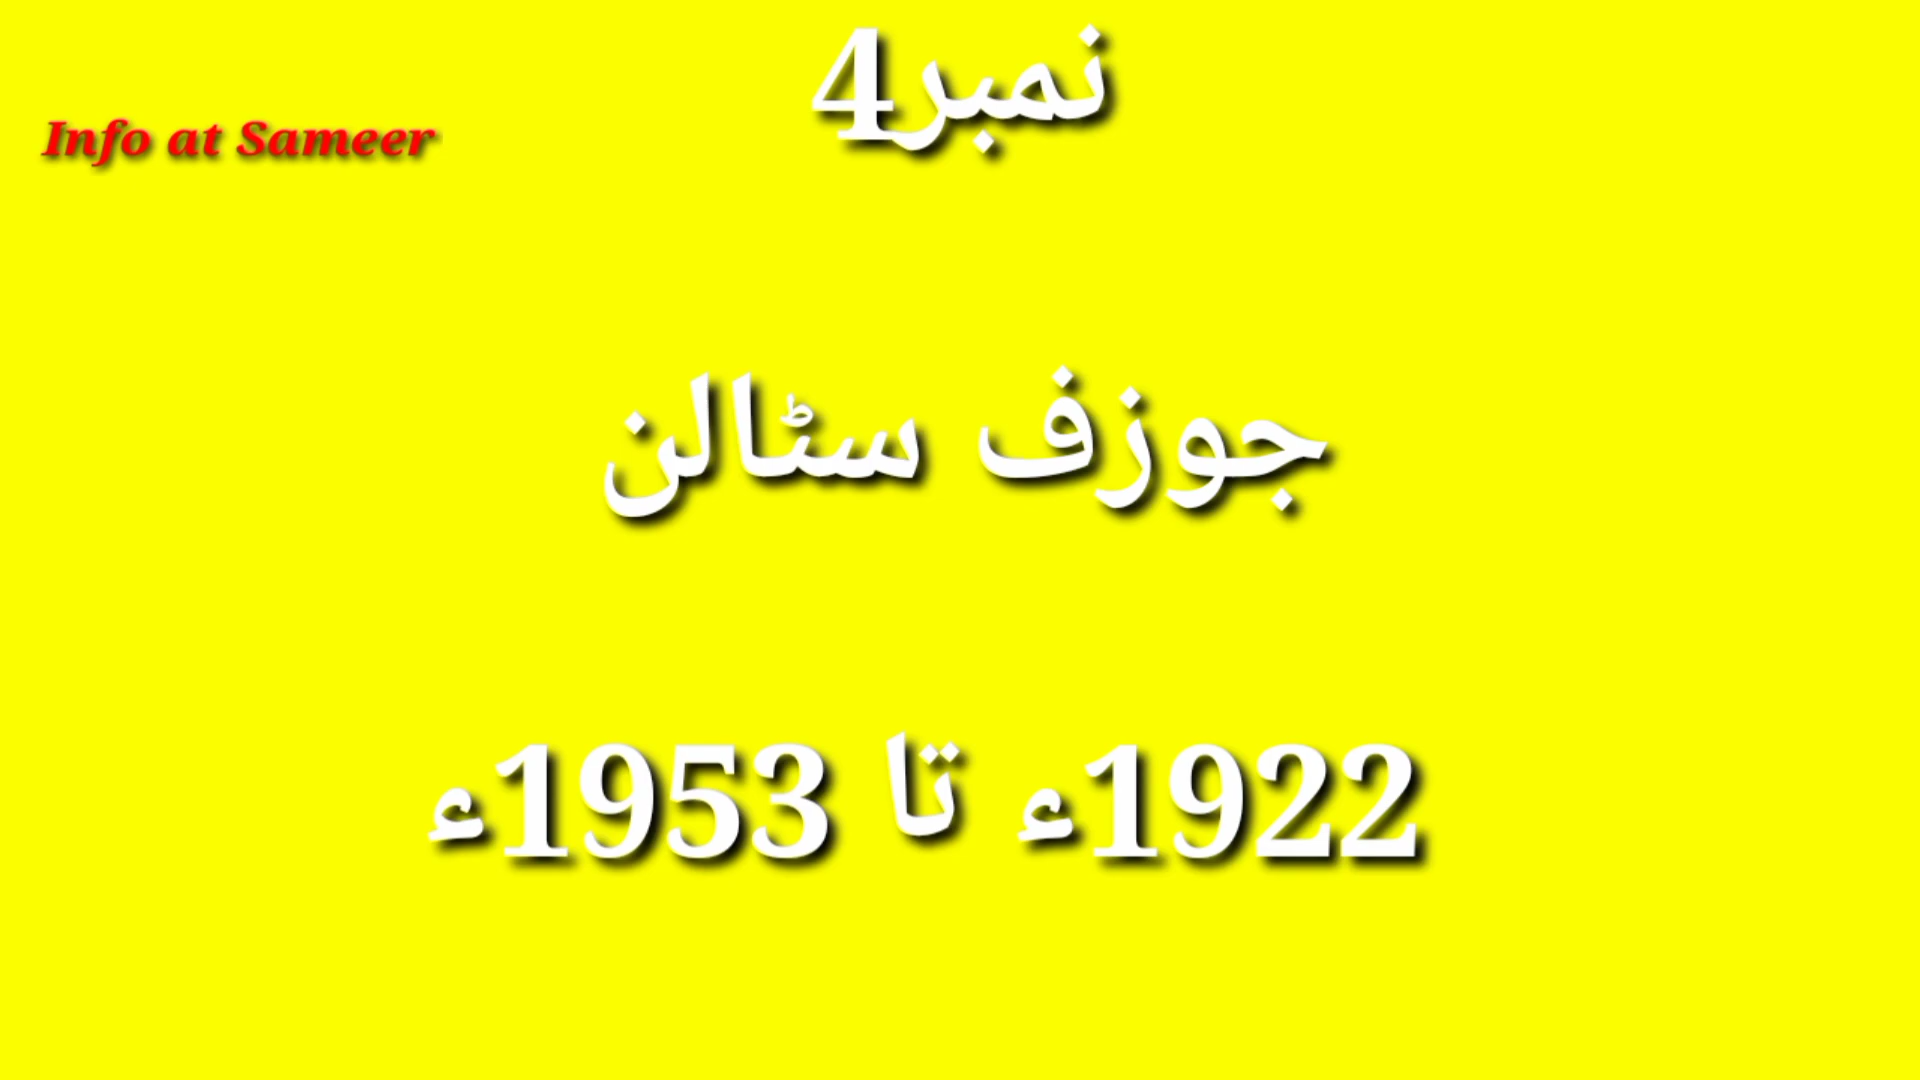 نمبر4
Info at Sameer
جوزف سٹالن
1922ء تا 1953ء